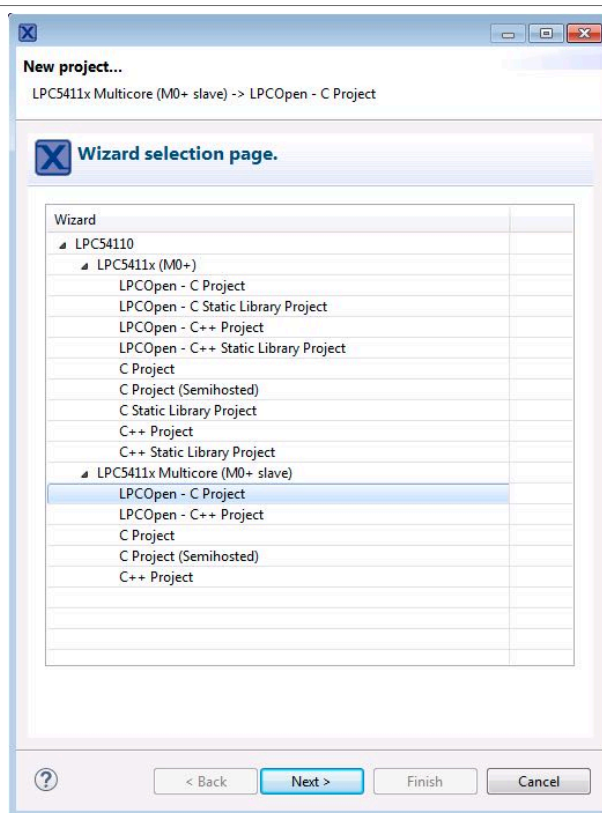 New project...
LPC5411x Multicore (M0+ slave) -> LPCOpen - C Project
Wizard selection page.
Wizard
LPC54110
LPC5411x (M0+)
LPCOpen - C Project
LPCOpen - C Static Library Project
LPCOpen - C++ Project
LPCOpen - C++ Static Library Project
C Project
C Project (Semihosted)
C Static Library Project
C++ Project
C++ Static Library Project
LPC5411x Multicore (M0+ slave)
LPCOpen - C Project
LPCOpen - C++ Project
C Project
C Project (Semihosted)
C++ Project
< Back Next > Finish Cancel